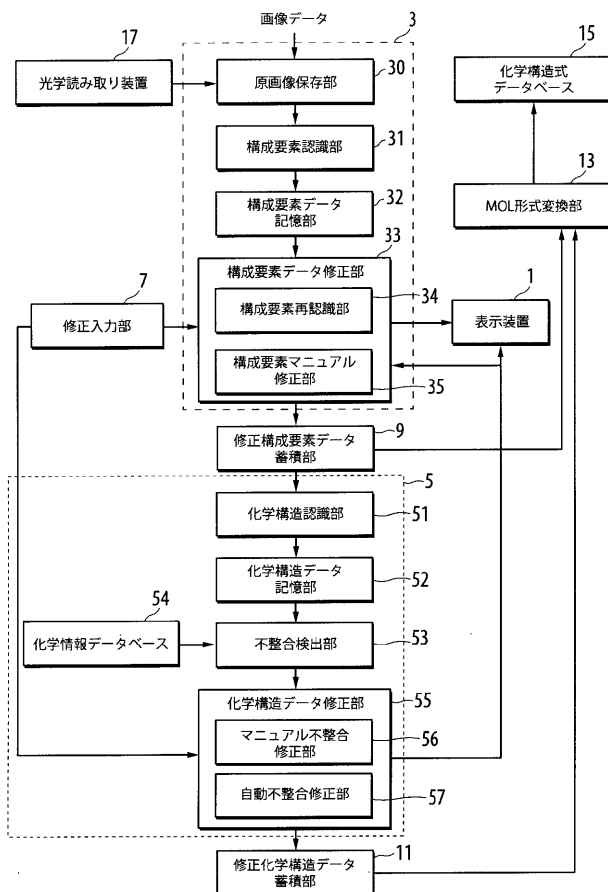 画像データ
17
光学読み取り装置
3
30
原画像保存部
15
化学構造式
データベース
31
構成要素認識部
13
MOL形式変換部
32
構成要素データ
記憶部
33
構成要素データ修正部
34
構成要素再認識部
7
修正入力部
1
表示装置
構成要素マニュアル
修正部
35
9
修正構成要素データ
蓄積部
5
51
化学構造認識部
52
化学構造データ
記憶部
54
化学情報データベース
53
不整合検出部
55
化学構造データ修正部
マニュアル不整合
修正部
56
自動不整合修正部
57
11
修正化学構造データ
蓄積部